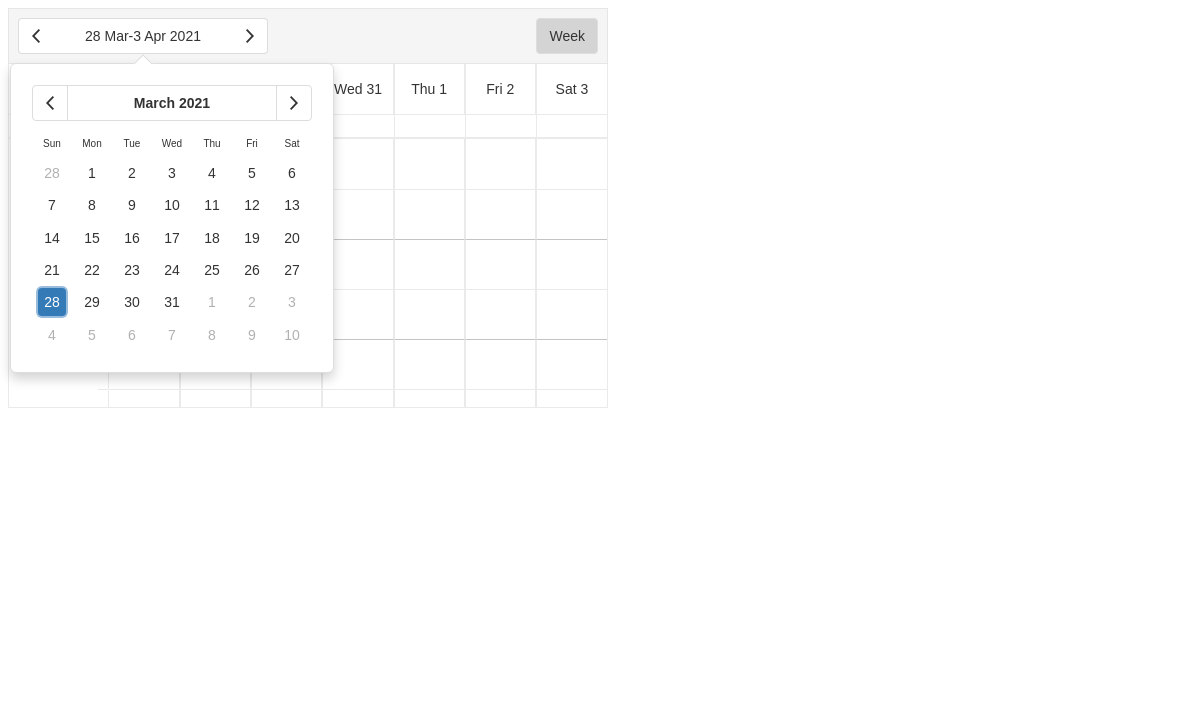 28 Mar-3 Apr 2021 Week
Wed 31 Thu 1 Fri 2 Sat 3
March 2021
Sun Mon Tue Wed Thu Fri Sat
28 1 2 3 4 5 6
7 8 9 10 11 12 13
14 15 16 17 18 19 20
21 22 23 24 25 26 27
28 29 30 31 1 2 3
4 5 6 7 8 9 10